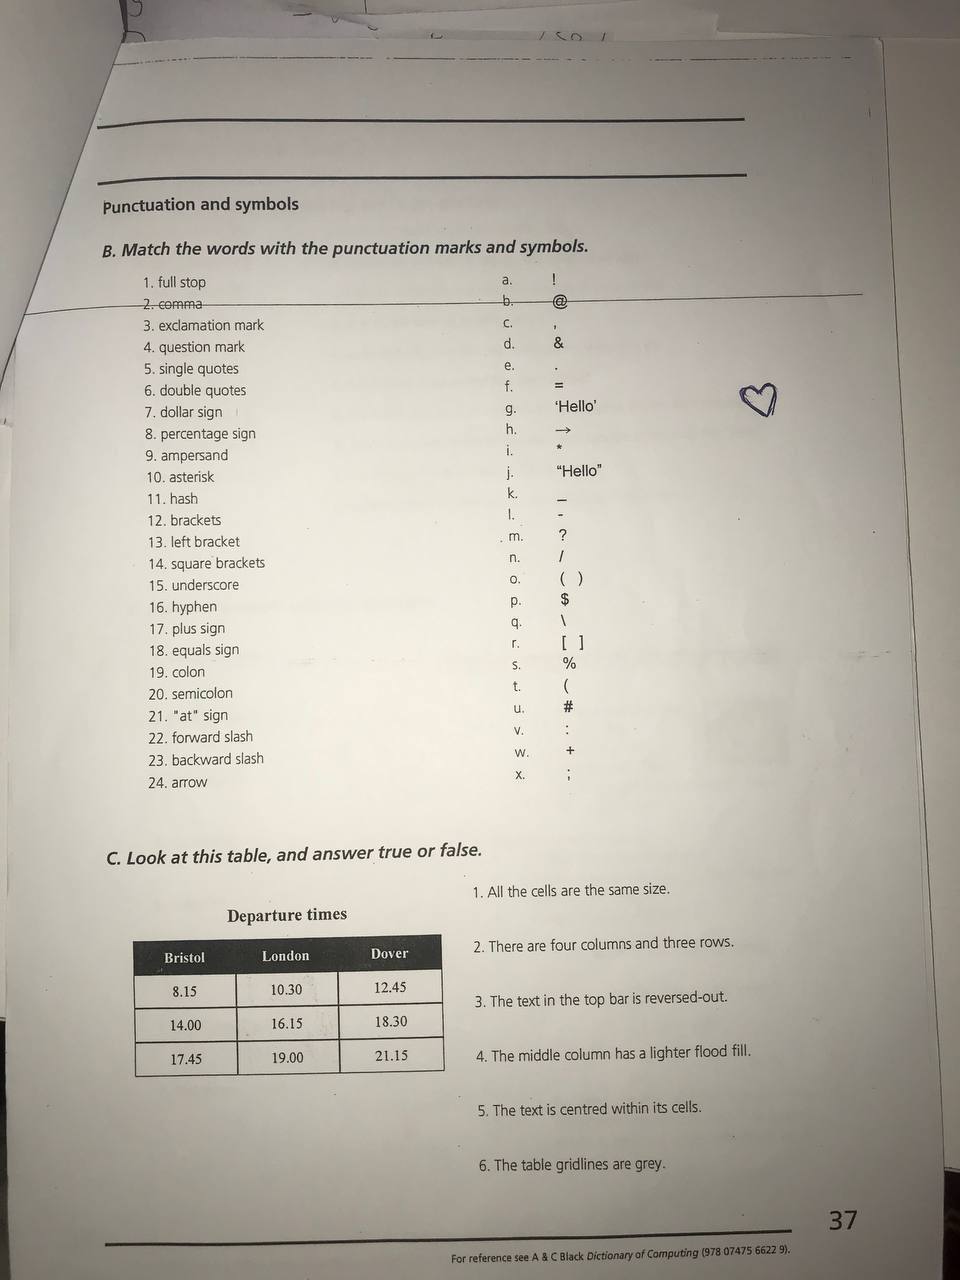 Punctuation and symbols
B. Match the words with the punctuation marks and symbols.
1. full stop
2. comma
3. exclamation mark
4. question mark
5. single quotes
6. double quotes
7. dollar sign
8. percentage sign
9. ampersand
10. asterisk
11. hash
12. brackets
13. left bracket
14. square brackets
15. underscore
16. hyphen
17. plus sign
18. equals sign
19. colon
20. semicolon
21. "at" sign
22. forward slash
23. backward slash
24. arrow
a. !
b. @
c. ,
d. &
e. .
f. =
g. ‘Hello’
h. →
i. *
j. “Hello”
k. _
l. -
m. ?
n. /
o. ( )
p. $
q. \
r. [ ]
s. %
t. (
u. #
v. :
w. +
x. ;
C. Look at this table, and answer true or false.
Departure times
Bristol London Dover
8.15 10.30 12.45
14.00 16.15 18.30
17.45 19.00 21.15
1. All the cells are the same size.
2. There are four columns and three rows.
3. The text in the top bar is reversed-out.
4. The middle column has a lighter flood fill.
5. The text is centred within its cells.
6. The table gridlines are grey.
37
For reference see A & C Black Dictionary of Computing (978 07475 6622 9).